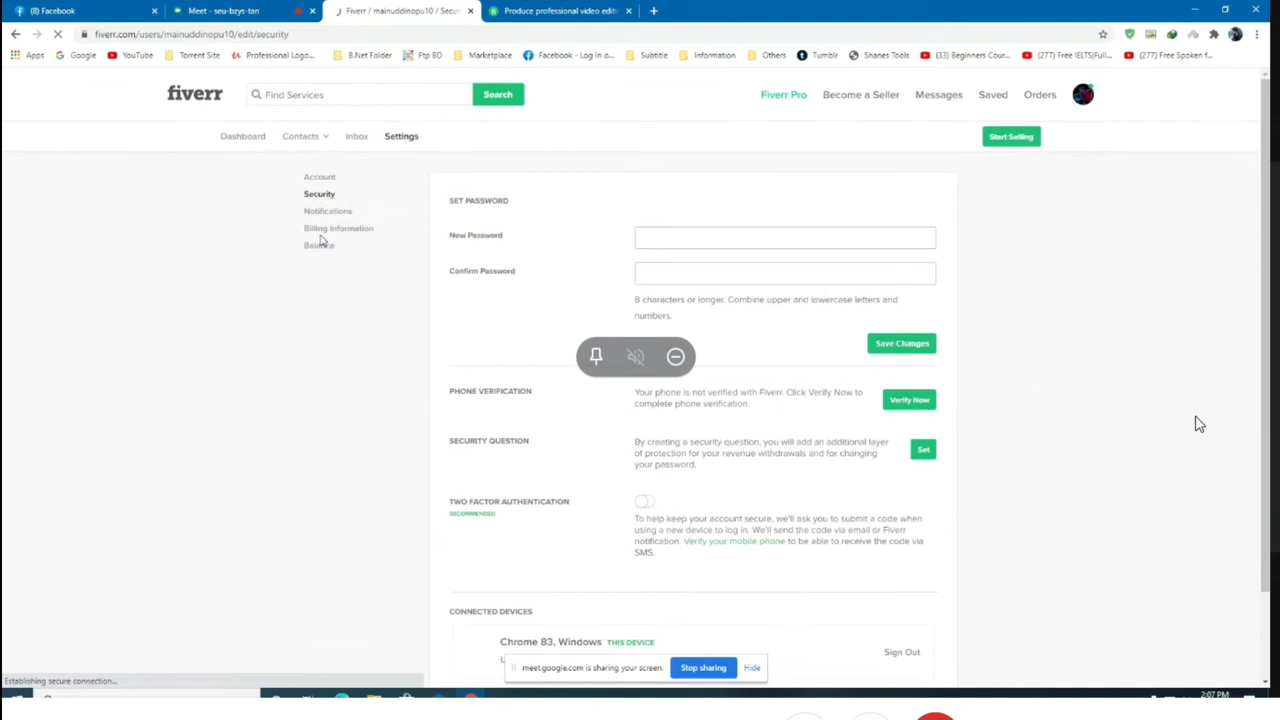 (8) Facebook
Meet - seu-bzys-tan
Fiverr / mainuddinopu10 / Secur
Produce professional video edit
fiverr.com/users/mainuddinopu10/edit/security
Apps
Google
YouTube
Torrent Site
Professional Logo...
B.Net Folder
Ftp BD
Marketplace
Facebook - Log In o...
Subtitle
Information
Others
Tumblr
Shanes Tools
(33) Beginners Cour...
(277) Free IELTS(Full...
(277) Free Spoken f...
fiverr
Find Services
Search
Fiverr Pro
Become a Seller
Messages
Saved
Orders
Dashboard
Contacts
Inbox
Settings
Start Selling
Account
Security
Notifications
Billing Information
Balance
SET PASSWORD
New Password
Confirm Password
8 characters or longer. Combine upper and lowercase letters and
numbers.
Save Changes
PHONE VERIFICATION
Your phone is not verified with Fiverr. Click Verify Now to
complete phone verification
Verify Now
SECURITY QUESTION
By creating a security question, you will add an additional layer
of protection for your revenue withdrawals and for changing
your password.
Set
TWO FACTOR AUTHENTICATION
RECOMMENDED
To help keep your account secure, we'll ask you to submit a code when
using a new device to log in. We'll send the code via email or Fiverr
notification. Verify your mobile phone to be able to receive the code via
SMS.
CONNECTED DEVICES
Chrome 83, Windows THIS DEVICE
Sign Out
meet.google.com is sharing your screen.
Stop sharing
Hide
Establishing secure connection...
2:07 PM